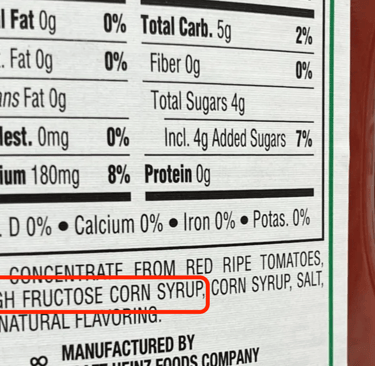 l Fat 0g 0% Total Carb. 5g 2%
. Fat 0g 0% Fiber 0g 0%
ns Fat 0g Total Sugars 4g
lest. 0mg 0% Incl. 4g Added Sugars 7%
ium 180mg 8% Protein 0g
. D 0% • Calcium 0% • Iron 0% • Potas. 0%
CONCENTRATE FROM RED RIPE TOMATOES,
GH FRUCTOSE CORN SYRUP, CORN SYRUP, SALT,
NATURAL FLAVORING.
MANUFACTURED BY
HEINZ FOODS COMPANY